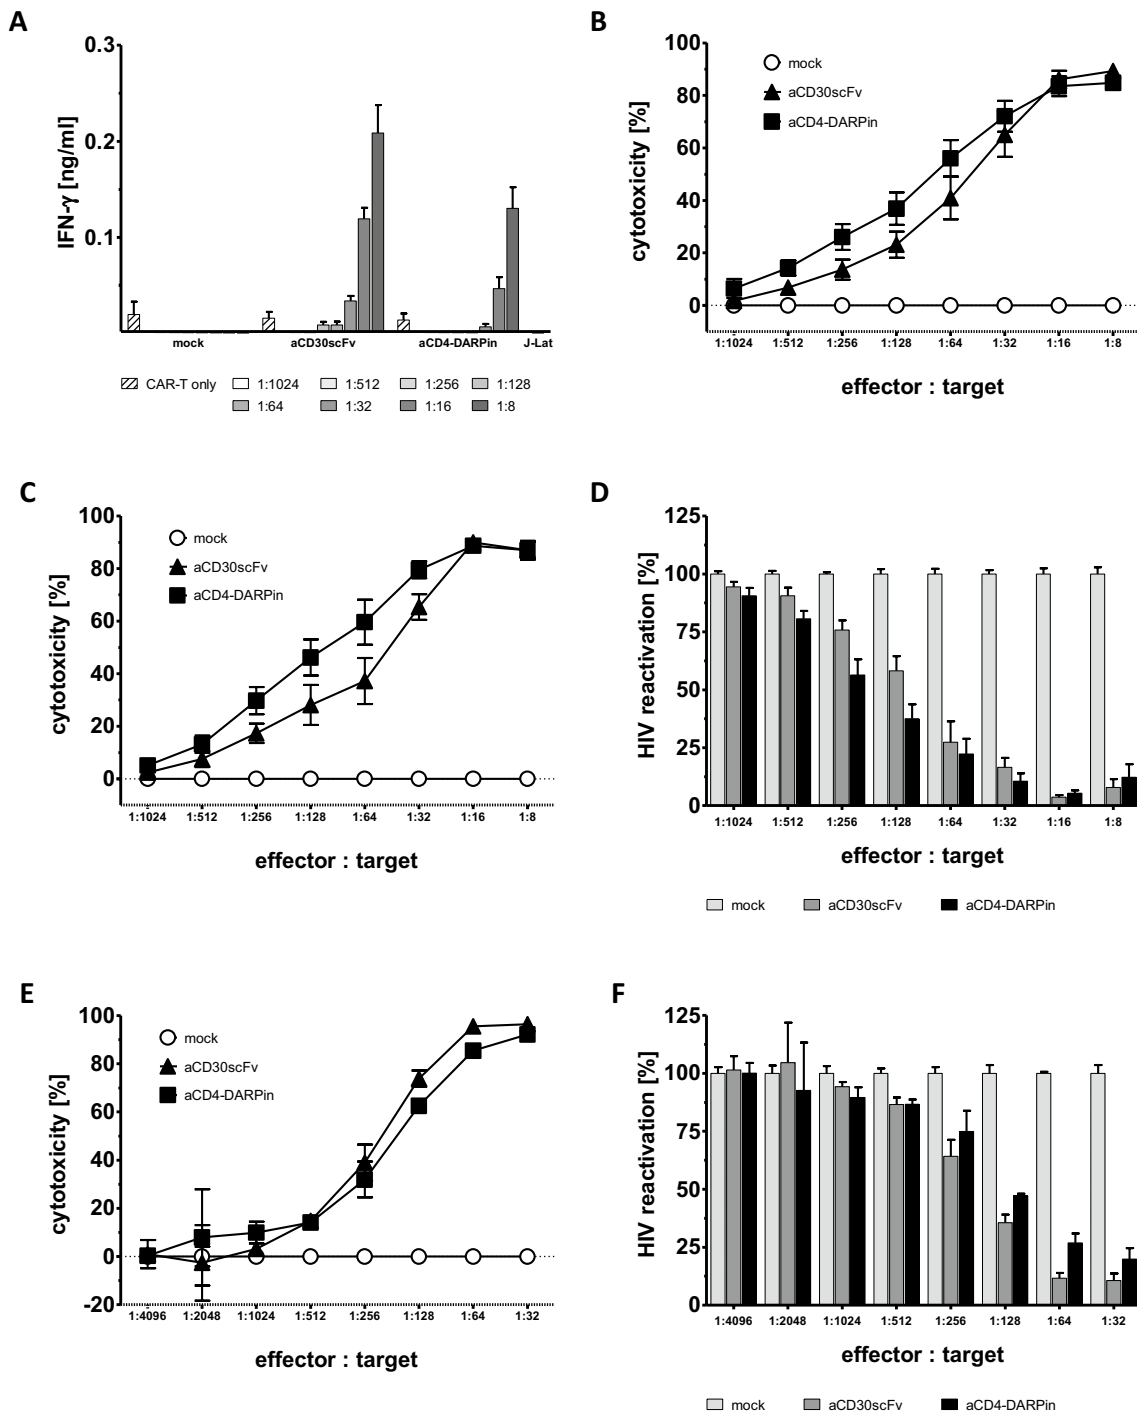 A
0.3
0.2
0.1
IFN-γ [ng/ml]
mock aCD30scFv aCD4-DARPin J-Lat
CAR-T only 1:1024 1:512 1:256 1:128
1:64 1:32 1:16 1:8
B
100
80
60
40
20
0
cytotoxicity [%]
mock
aCD30scFv
aCD4-DARPin
1:1024 1:512 1:256 1:128 1:64 1:32 1:16 1:8
effector : target
C
100
80
60
40
20
0
cytotoxicity [%]
mock
aCD30scFv
aCD4-DARPin
1:1024 1:512 1:256 1:128 1:64 1:32 1:16 1:8
effector : target
D
125
100
75
50
25
0
HIV reactivation [%]
1:1024 1:512 1:256 1:128 1:64 1:32 1:16 1:8
effector : target
mock aCD30scFv aCD4-DARPin
E
100
80
60
40
20
0
-20
cytotoxicity [%]
mock
aCD30scFv
aCD4-DARPin
1:4096 1:2048 1:1024 1:512 1:256 1:128 1:64 1:32
effector : target
F
125
100
75
50
25
0
HIV reactivation [%]
1:4096 1:2048 1:1024 1:512 1:256 1:128 1:64 1:32
effector : target
mock aCD30scFv aCD4-DARPin